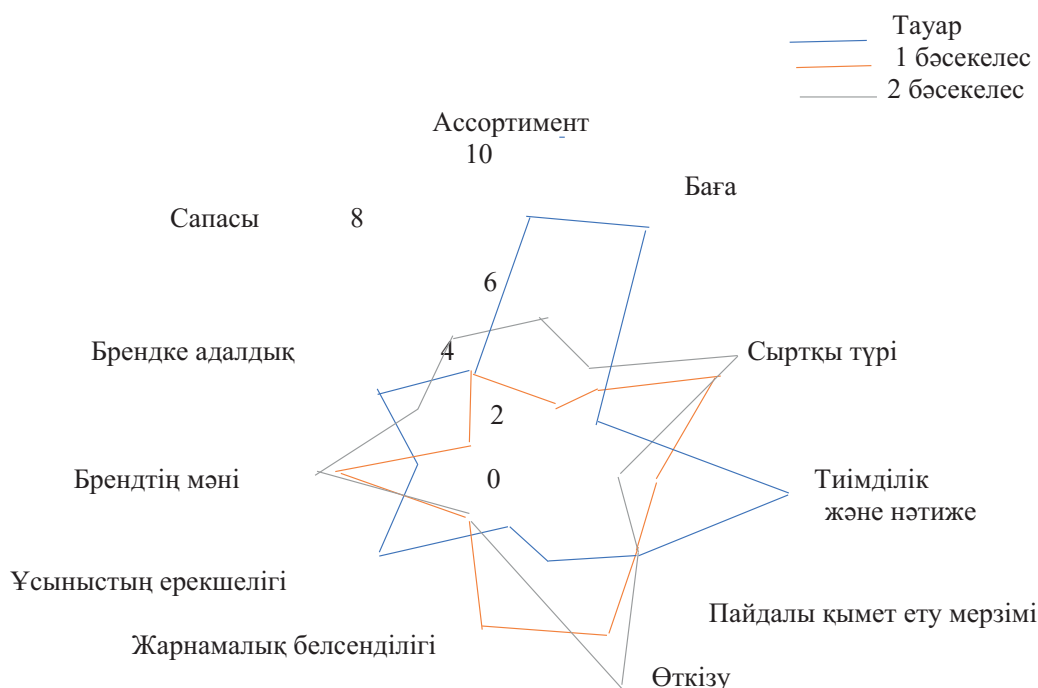 Тауар
1 бәсекелес
2 бәсекелес
Ассортимент
10
Баға
Сапасы
8
6
Брендке адалдық
4
Сыртқы түрі
2
Брендтің мәні
0
Тиімділік
және нәтиже
Ұсыныстың ерекшелігі
Пайдалы қымет ету мерзімі
Жарнамалық белсенділігі
Өткізу